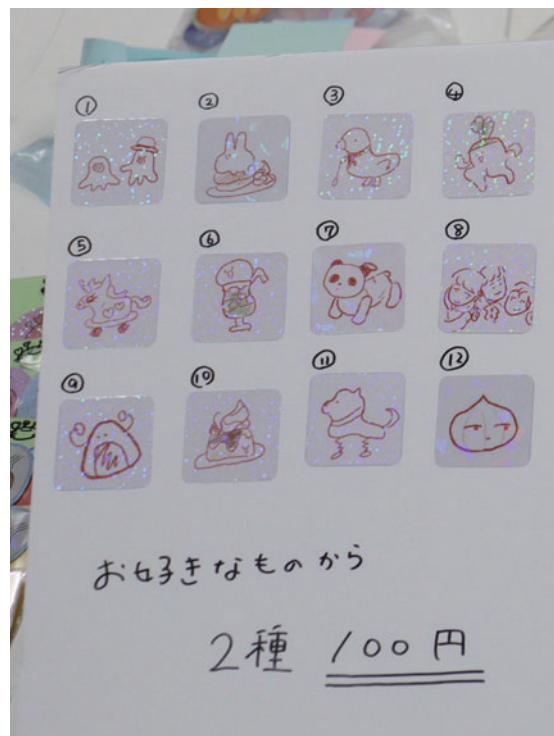 ① ② ③ ④
⑤ ⑥ ⑦ ⑧
⑨ ⑩ ⑪ ⑫
お好きなものから
2種 100円